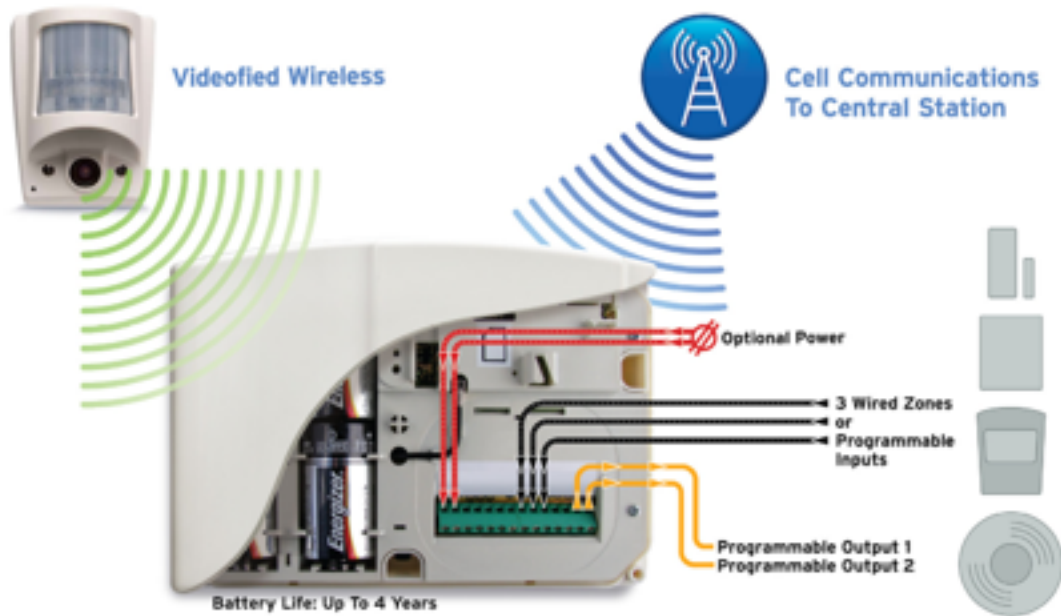 Videofied Wireless
Cell Communications
To Central Station
Optional Power
3 Wired Zones
or
Programmable
Inputs
Energizer
Programmable Output 1
Programmable Output 2
Battery Life: Up To 4 Years